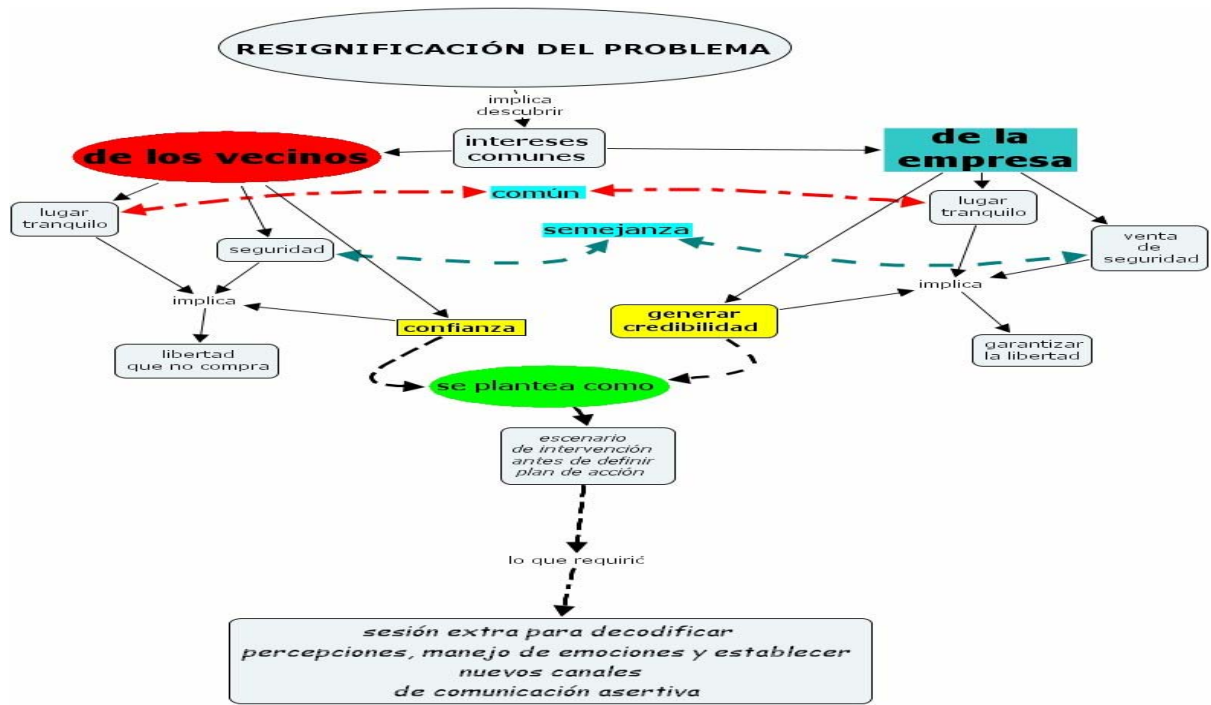 RESIGNIFICACIÓN DEL PROBLEMA
implica
descubrir
intereses
comunes
de los vecinos
de la
empresa
común
semejanza
lugar
tranquilo
seguridad
implica
confianza
libertad
que no compra
lugar
tranquilo
venta
de
seguridad
implica
generar
credibilidad
garantizar
la libertad
se plantea como
escenario
de intervención
antes de definir
plan de acción
lo que requirió
sesión extra para decodificar
percepciones, manejo de emociones y establecer
nuevos canales
de comunicación asertiva